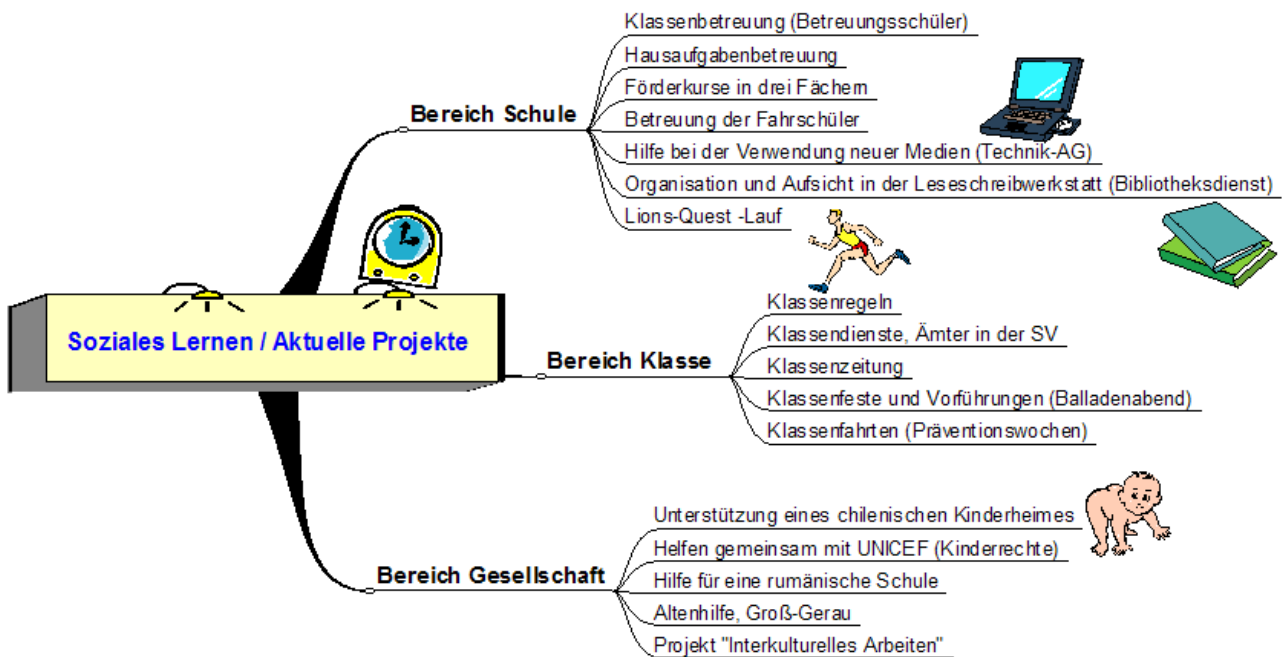 Klassenbetreuung (Betreuungsschüler)
Hausaufgabenbetreuung
Förderkurse in drei Fächern
Bereich Schule
Betreuung der Fahrschüler
Hilfe bei der Verwendung neuer Medien (Technik-AG)
Organisation und Aufsicht in der Leseschreibwerkstatt (Bibliotheksdienst)
Lions-Quest -Lauf
Soziales Lernen / Aktuelle Projekte
Bereich Klasse
Klassenregeln
Klassendienste, Ämter in der SV
Klassenzeitung
Klassenfeste und Vorführungen (Balladenabend)
Klassenfahrten (Präventionswochen)
Bereich Gesellschaft
Unterstützung eines chilenischen Kinderheimes
Helfen gemeinsam mit UNICEF (Kinderrechte)
Hilfe für eine rumänische Schule
Altenhilfe, Groß-Gerau
Projekt "Interkulturelles Arbeiten"